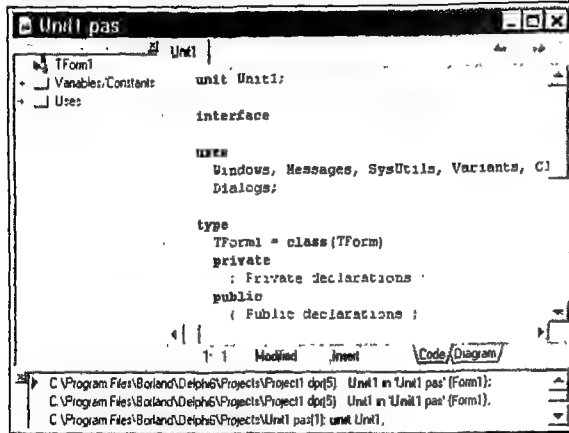 Unit1 pas
Unit1
TForm1
Variables/Constants
Uses
unit Unit1;
interface
uses
Windows, Messages, SysUtils, Variants, Cl
Dialogs;
type
TForm1 = class(TForm)
private
{ Private declarations
public
{ Public declarations }
1: 1 Modified Insert Code Diagram
C \Program Files\Borland\Delphi6\Projects\Project1 dpr(5) Unit1 in 'Unit1 pas' {Form1};
C \Program Files\Borland\Delphi6\Projects\Project1 dpr(5). Unit1 in 'Unit1 pas' {Form1},
C \Program Files\Borland\Delphi6\Projects\Unit1 pas[1]: unit Unit1,